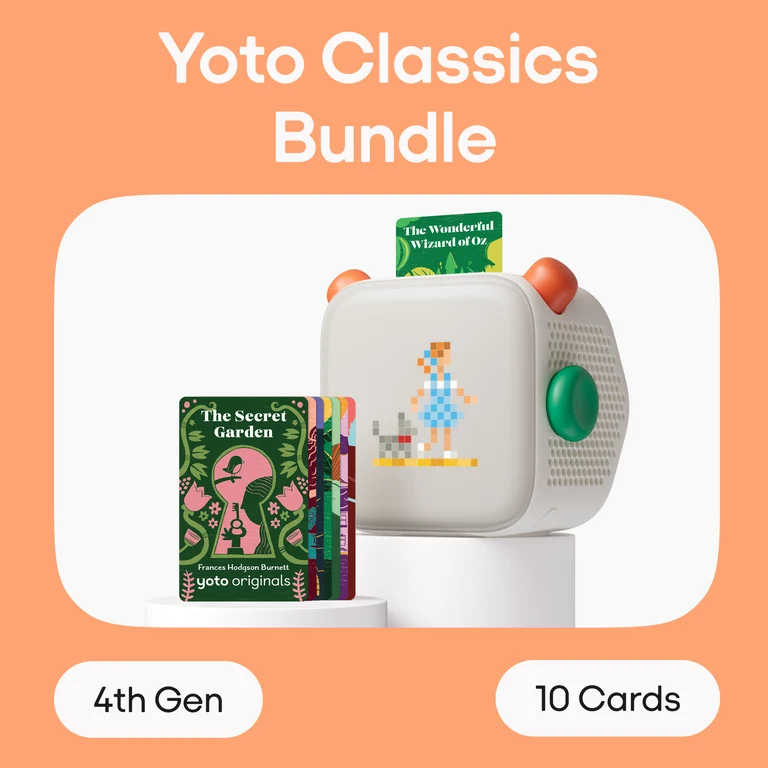 Yoto Classics
Bundle
The Wonderful
Wizard of Oz
The Secret
Garden
Frances Hodgson Burnett
yoto originals
4th Gen
10 Cards